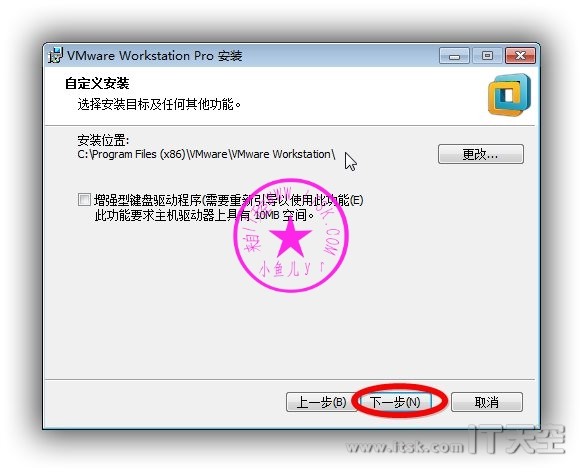 VMware Workstation Pro 安装
自定义安装
选择安装目标及任何其他功能。
安装位置:
C:\Program Files (x86)\VMware\VMware Workstation\
更改...
增强型键盘驱动程序(需要重新引导以使用此功能(E)
此功能要求主机驱动器上具有 10MB 空间。
小鱼儿yr
上一步(B)
下一步(N)
取消
www.itsk.com IT天空